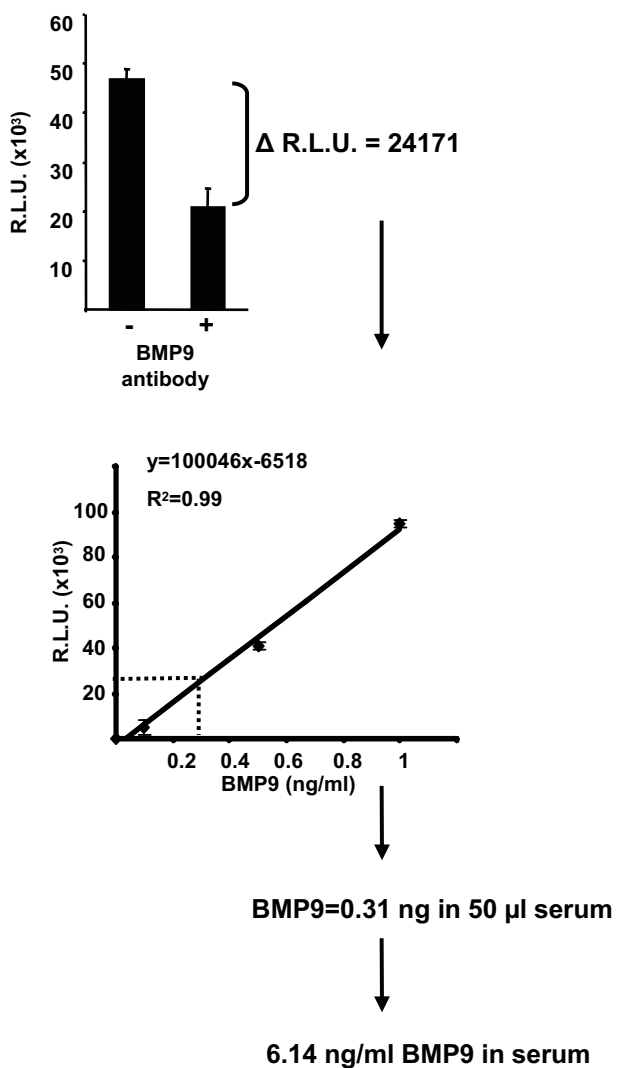 60
50
40
30
20
10
R.L.U. (x10³)
Δ R.L.U. = 24171
- +
BMP9
antibody
y=100046x-6518
R²=0.99
100
80
60
40
20
R.L.U. (x10³)
0.2 0.4 0.6 0.8 1
BMP9 (ng/ml)
BMP9=0.31 ng in 50 µl serum
6.14 ng/ml BMP9 in serum